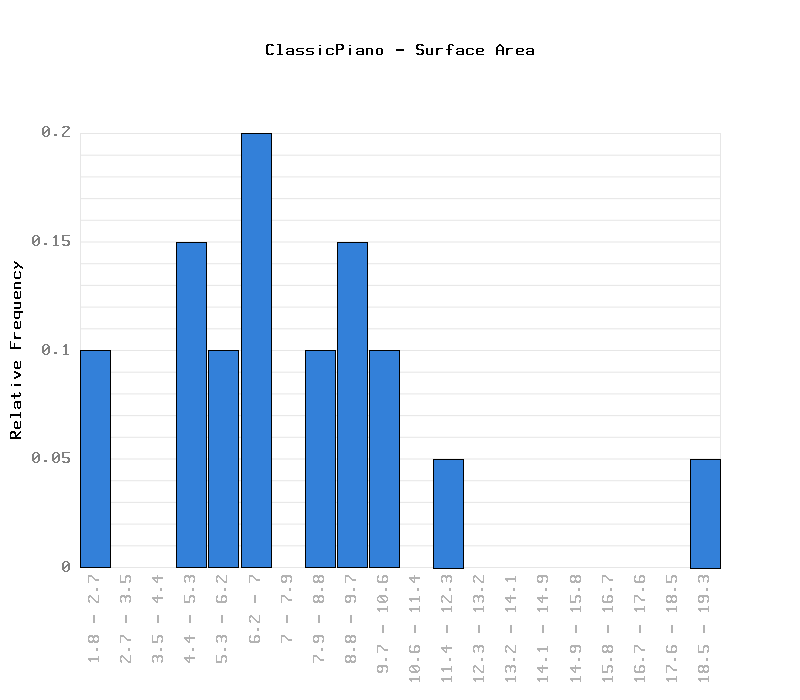 ClassicPiano - Surface Area
Relative Frequency
0.2
0.15
0.1
0.05
0
1.8 - 2.7
2.7 - 3.5
3.5 - 4.4
4.4 - 5.3
5.3 - 6.2
6.2 - 7
7 - 7.9
7.9 - 8.8
8.8 - 9.7
9.7 - 10.6
10.6 - 11.4
11.4 - 12.3
12.3 - 13.2
13.2 - 14.1
14.1 - 14.9
14.9 - 15.8
15.8 - 16.7
16.7 - 17.6
17.6 - 18.5
18.5 - 19.3